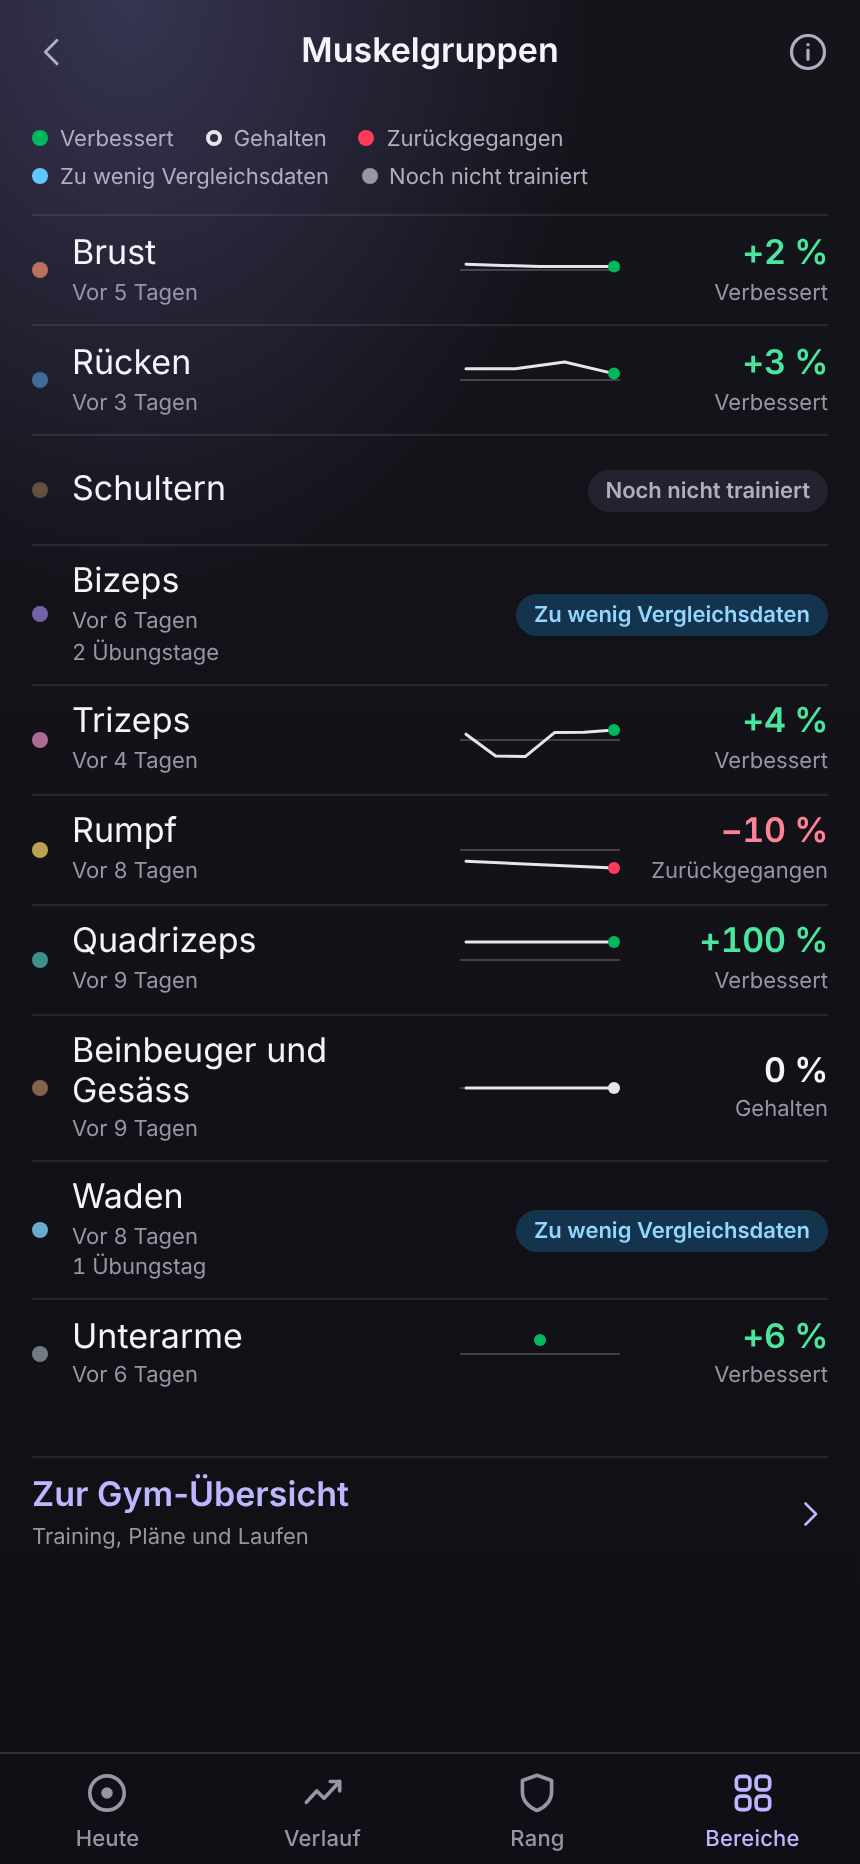 Muskelgruppen
Verbessert Gehalten Zurückgegangen
Zu wenig Vergleichsdaten Noch nicht trainiert
Brust
Vor 5 Tagen
+2 %
Verbessert
Rücken
Vor 3 Tagen
+3 %
Verbessert
Schultern
Noch nicht trainiert
Bizeps
Vor 6 Tagen
2 Übungstage
Zu wenig Vergleichsdaten
Trizeps
Vor 4 Tagen
+4 %
Verbessert
Rumpf
Vor 8 Tagen
−10 %
Zurückgegangen
Quadrizeps
Vor 9 Tagen
+100 %
Verbessert
Beinbeuger und
Gesäss
Vor 9 Tagen
0 %
Gehalten
Waden
Vor 8 Tagen
1 Übungstag
Zu wenig Vergleichsdaten
Unterarme
Vor 6 Tagen
+6 %
Verbessert
Zur Gym-Übersicht
Training, Pläne und Laufen
Heute Verlauf Rang Bereiche